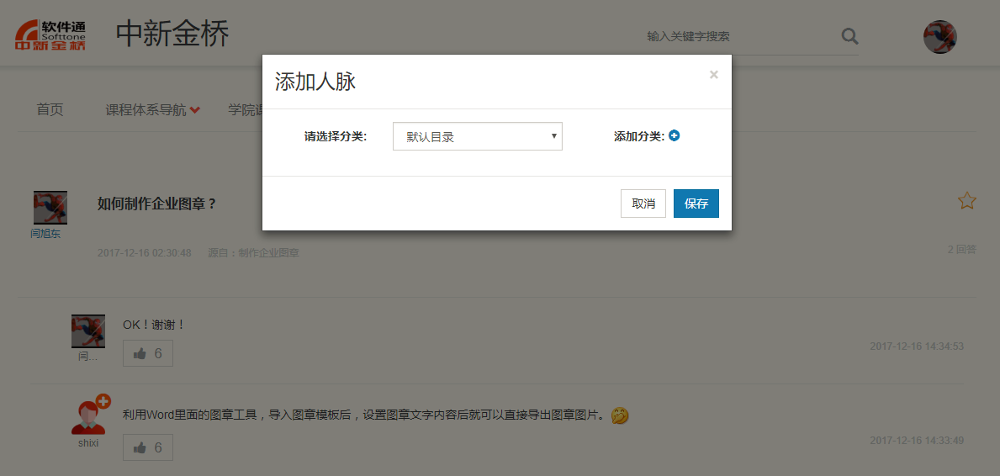 软件通
Softtone
中新金桥
中新金桥
输入关键字搜索
添加人脉
×
首页
课程体系导航
学院课
请选择分类:
默认目录
添加分类:
取消
保存
如何制作企业图章？
闫旭东
2017-12-16 02:30:48
源自：制作企业图章
2 回答
OK！谢谢！
闫...
6
2017-12-16 14:34:53
利用Word里面的图章工具，导入图章模板后，设置图章文字内容后就可以直接导出图章图片。
shixi
6
2017-12-16 14:33:49